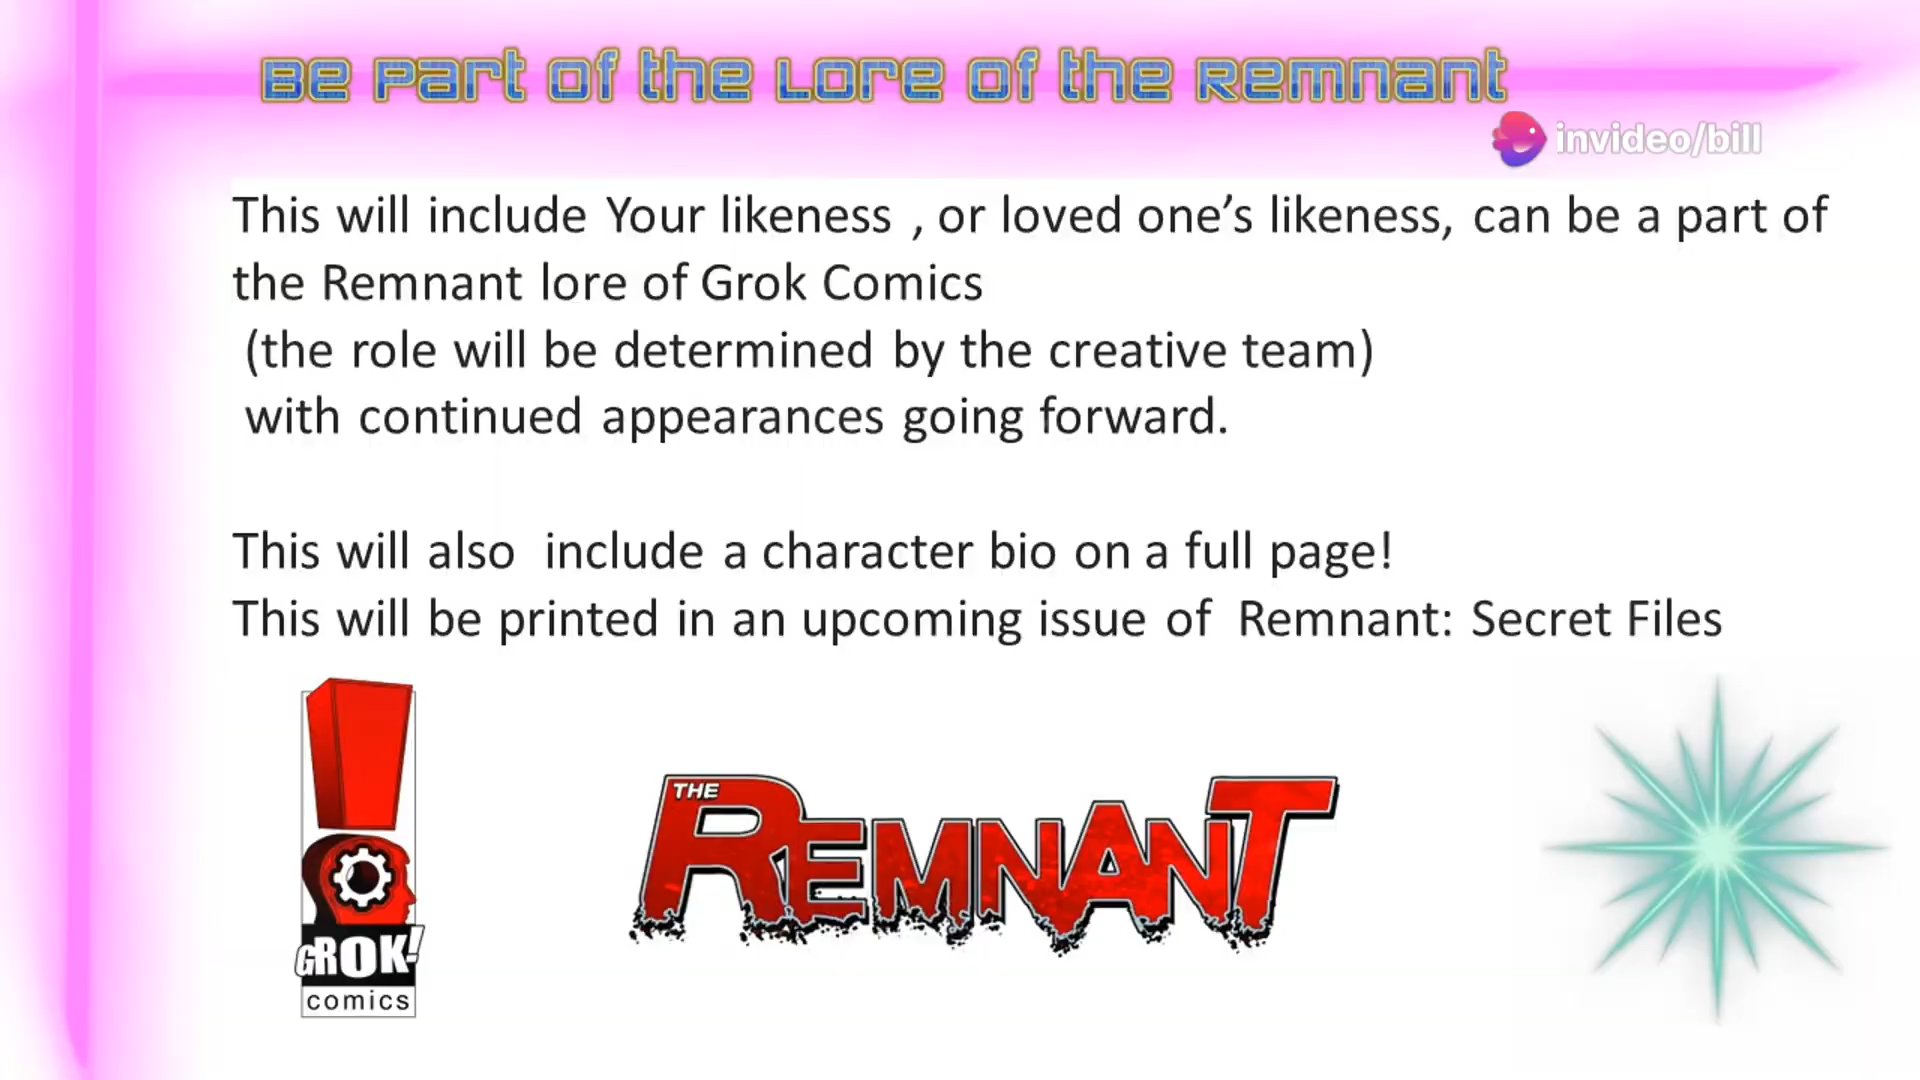 Be Part of the Lore of the Remnant
invideo/bill
This will include Your likeness , or loved one’s likeness, can be a part of
the Remnant lore of Grok Comics
(the role will be determined by the creative team)
with continued appearances going forward.
This will also include a character bio on a full page!
This will be printed in an upcoming issue of Remnant: Secret Files
THE
REMNANT
GROK!
comics